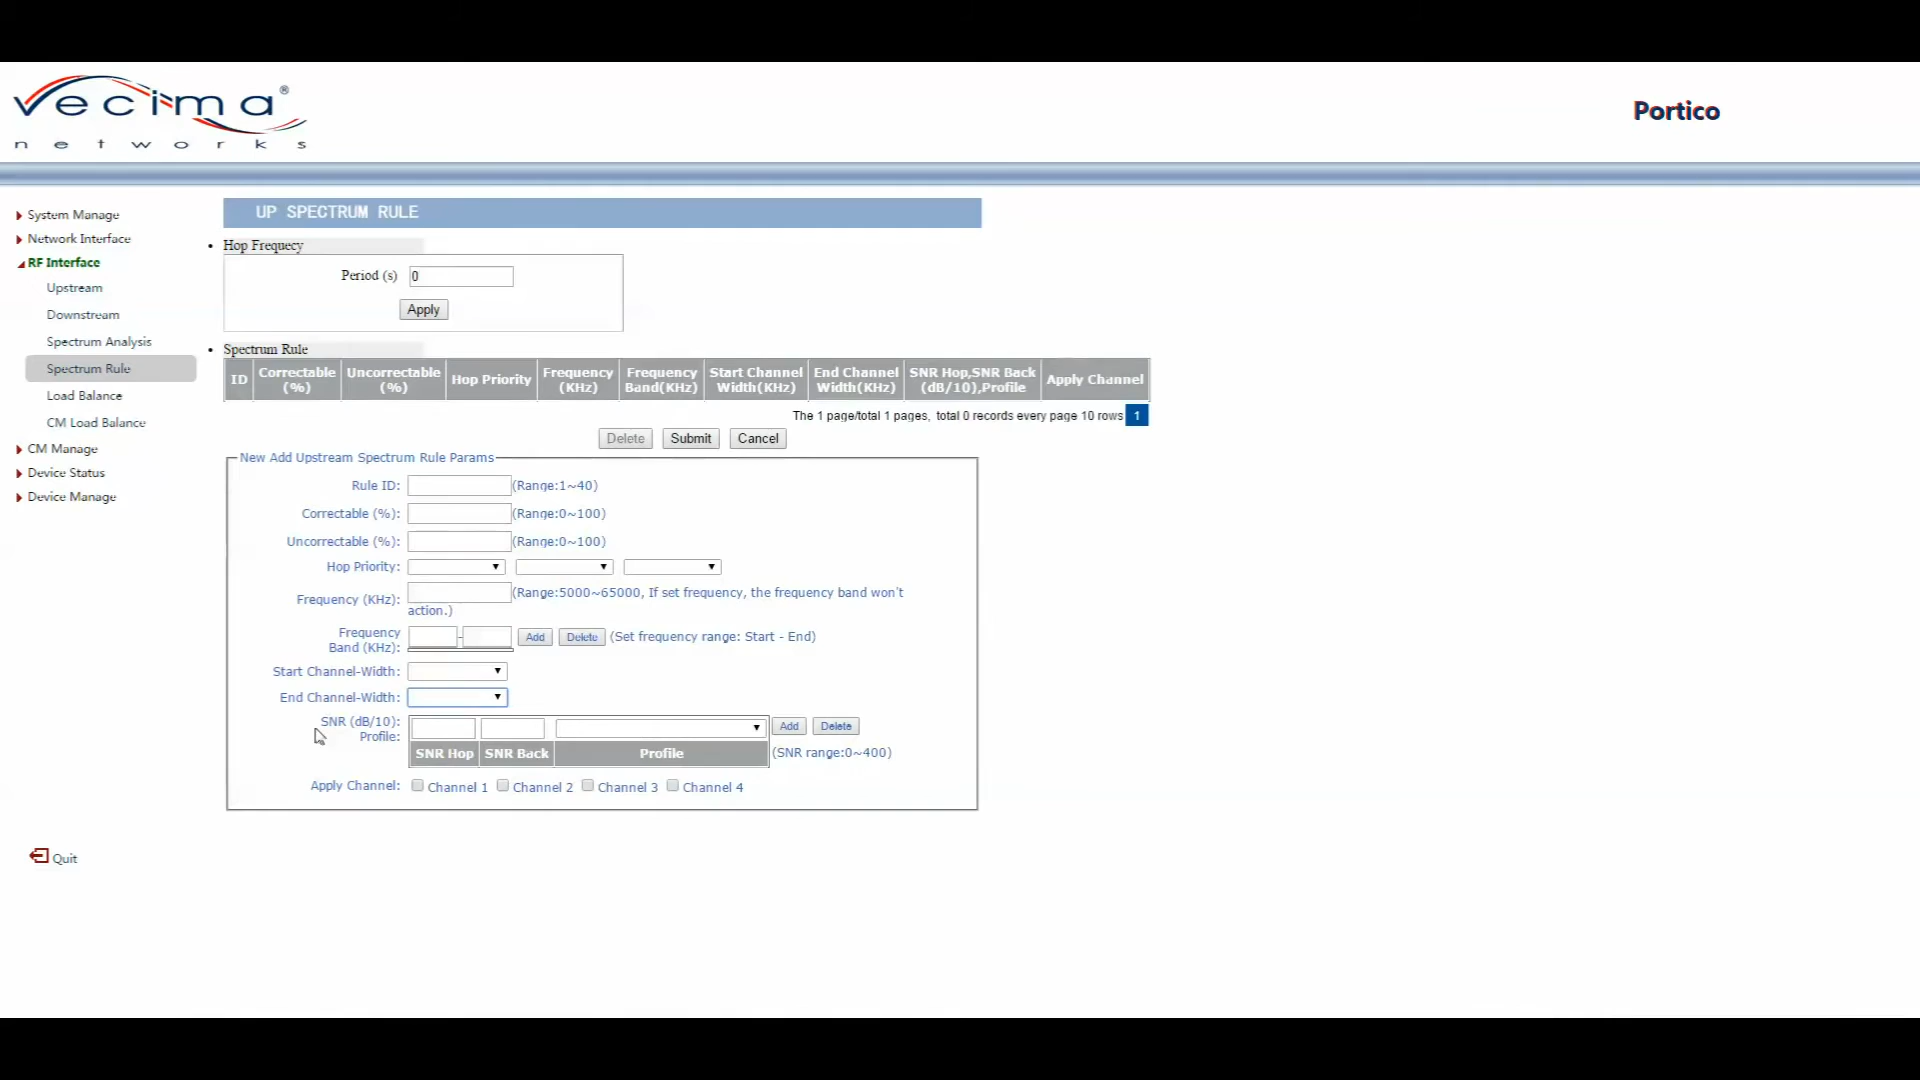 vecima®
networks
Portico
System Manage
Network Interface
RF Interface
Upstream
Downstream
Spectrum Analysis
Spectrum Rule
Load Balance
CM Load Balance
CM Manage
Device Status
Device Manage
Quit
UP SPECTRUM RULE
Hop Frequecy
Period (s) 0
Apply
Spectrum Rule
ID Correctable (%) Uncorrectable (%) Hop Priority Frequency (KHz) Frequency Band(KHz) Start Channel Width(KHz) End Channel Width(KHz) SNR Hop,SNR Back (dB/10),Profile Apply Channel
The 1 page/total 1 pages, total 0 records every page 10 rows 1
Delete Submit Cancel
New Add Upstream Spectrum Rule Params
Rule ID: (Range:1~40)
Correctable (%): (Range:0~100)
Uncorrectable (%): (Range:0~100)
Hop Priority:
Frequency (KHz): (Range:5000~65000, If set frequency, the frequency band won't
action.)
Frequency
Band (KHz): - Add Delete (Set frequency range: Start - End)
Start Channel-Width:
End Channel-Width:
SNR (dB/10):
Profile: Add Delete
SNR Hop SNR Back Profile (SNR range:0~400)
Apply Channel: Channel 1 Channel 2 Channel 3 Channel 4